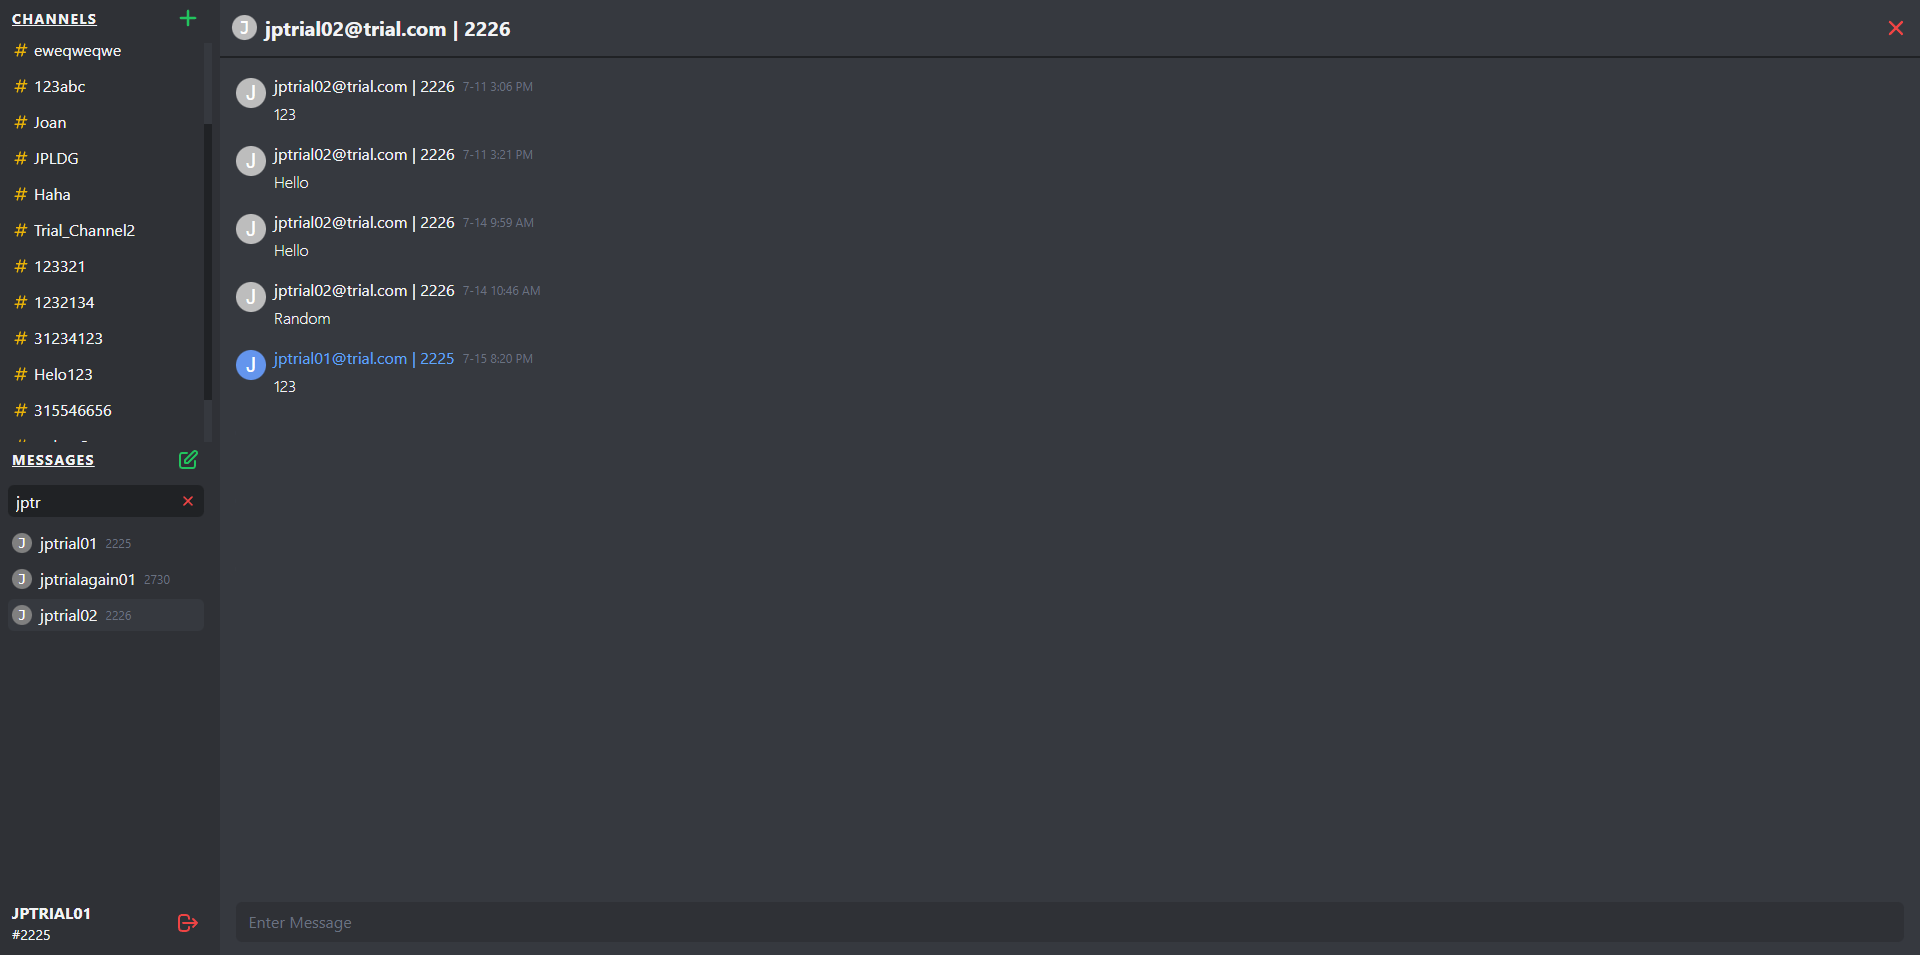 CHANNELS
# eweqweqwe
# 123abc
# Joan
# JPLDG
# Haha
# Trial_Channel2
# 123321
# 1232134
# 31234123
# Helo123
# 315546656
MESSAGES
jptr
J jptrial01 2225
J jptrialagain01 2730
J jptrial02 2226
JPTRIAL01
#2225
J jptrial02@trial.com | 2226
J jptrial02@trial.com | 2226 7-11 3:06 PM
123
J jptrial02@trial.com | 2226 7-11 3:21 PM
Hello
J jptrial02@trial.com | 2226 7-14 9:59 AM
Hello
J jptrial02@trial.com | 2226 7-14 10:46 AM
Random
J jptrial01@trial.com | 2225 7-15 8:20 PM
123
Enter Message